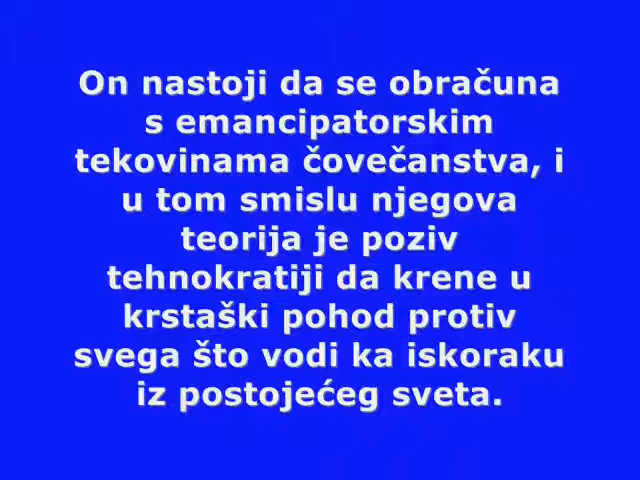 On nastoji da se obračuna
s emancipatorskim
tekovinama čovečanstva, i
u tom smislu njegova
teorija je poziv
tehnokratiji da krene u
krstaški pohod protiv
svega što vodi ka iskoraku
iz postojećeg sveta.